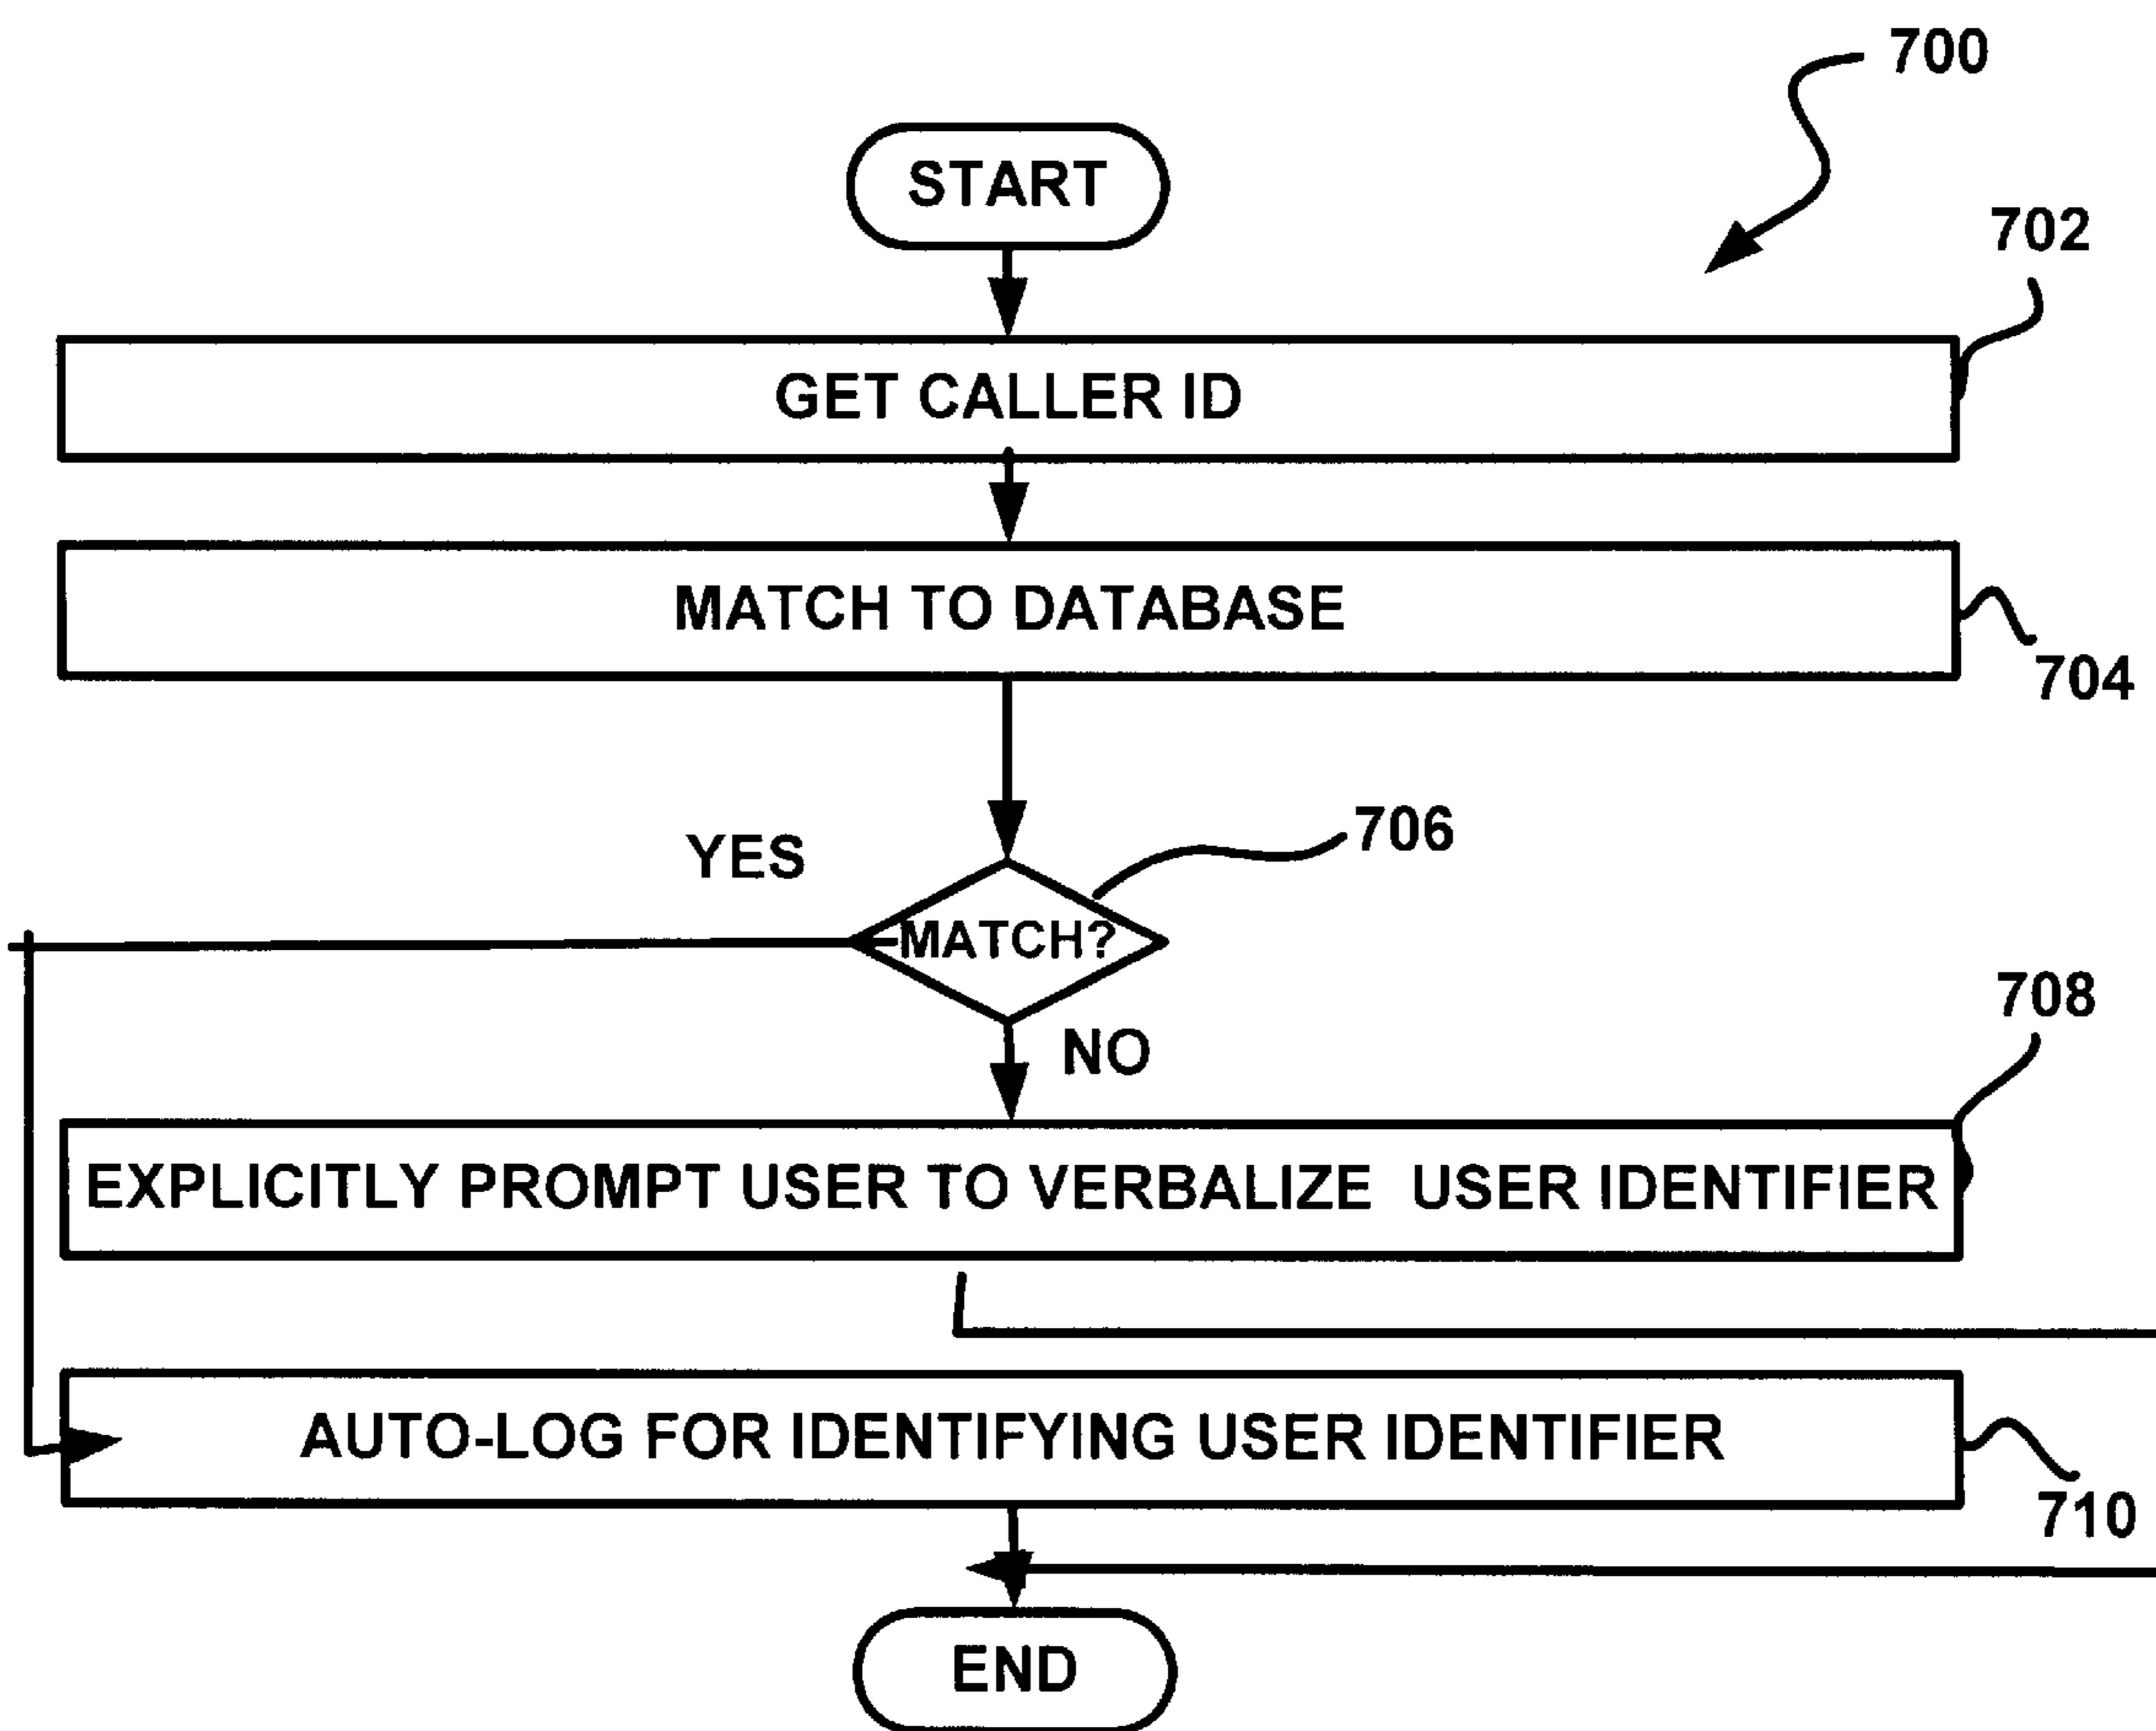 700
START
702
GET CALLER ID
MATCH TO DATABASE
704
706
YES
MATCH?
708
NO
EXPLICITLY PROMPT USER TO VERBALIZE USER IDENTIFIER
AUTO-LOG FOR IDENTIFYING USER IDENTIFIER
710
END